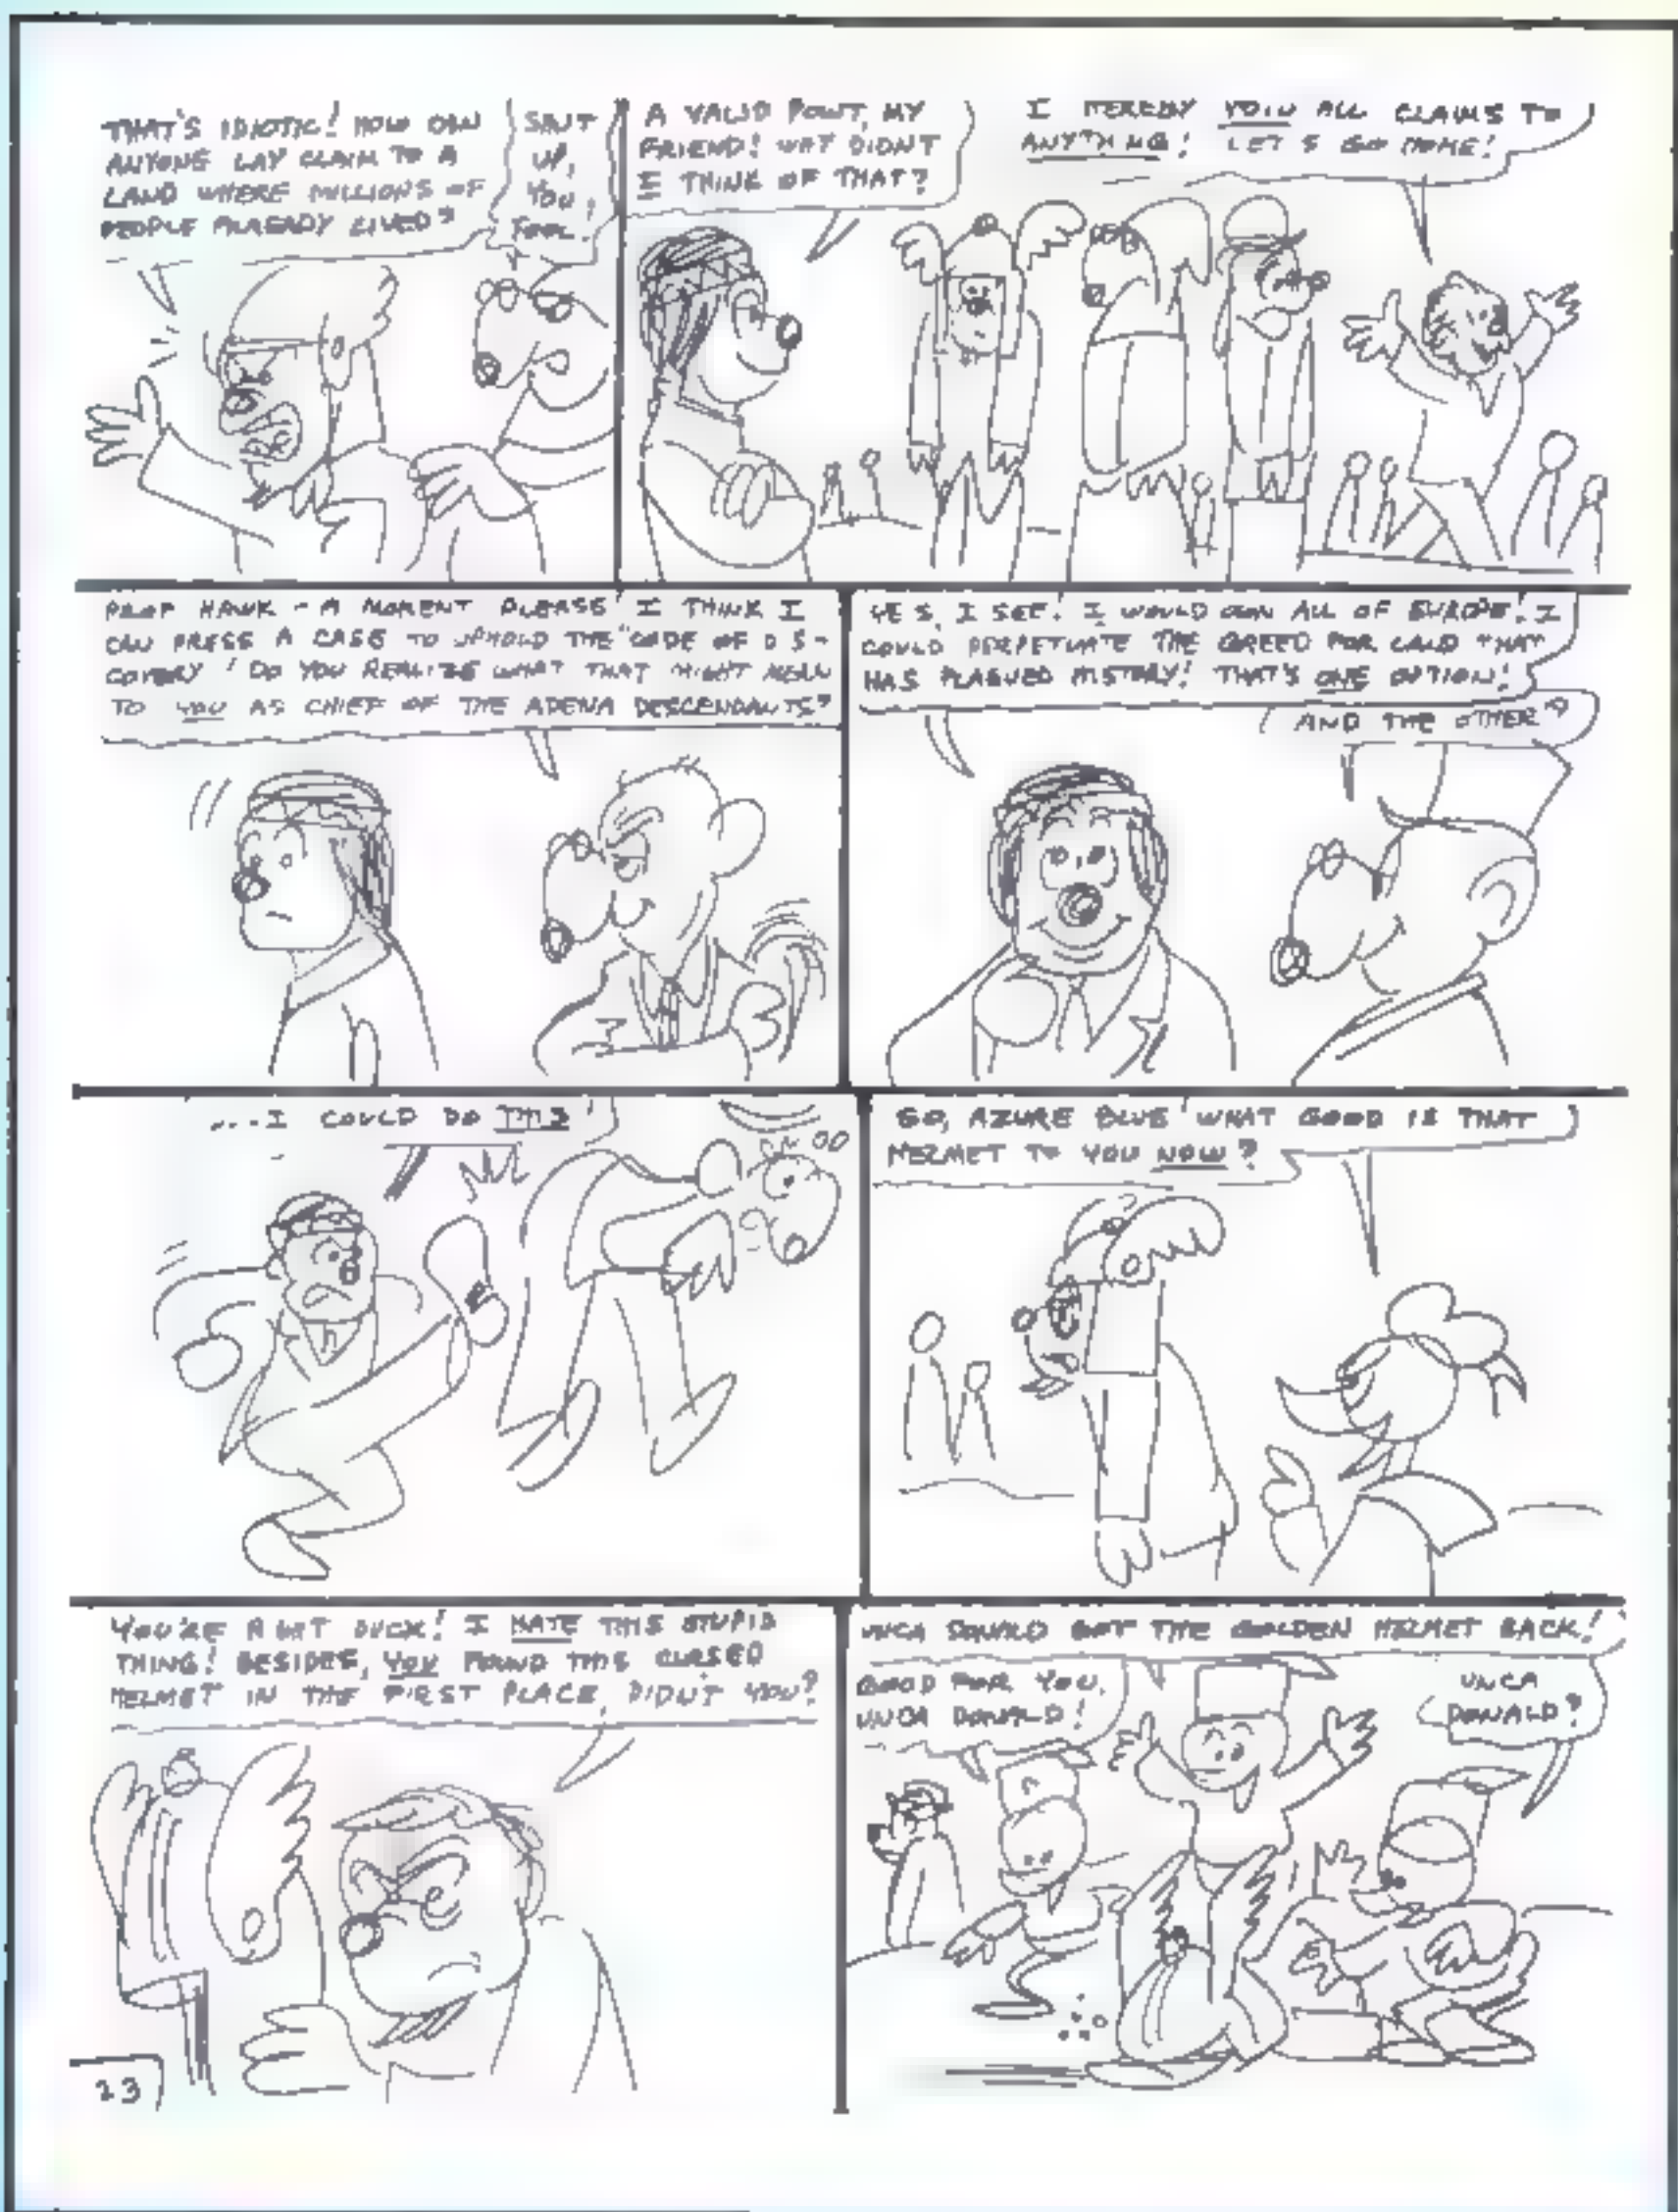 THAT'S IDIOTIC! HOW CAN
ANYONE LAY CLAIM TO A
LAND WHERE MILLIONS OF
PEOPLE ALREADY LIVED?
SHUT
UP,
YOU
FOOL!
A VALID POINT, MY
FRIEND! WHY DIDN'T
I THINK OF THAT?
I HEREBY VOID ALL CLAIMS TO
ANYTHING! LET'S GO HOME!
PROF HAWK - A MOMENT PLEASE! I THINK I
CAN PRESS A CASE TO UPHOLD THE "CODE OF DIS-
COVERY"! DO YOU REALIZE WHAT THAT MIGHT MEAN
TO YOU AS CHIEF OF THE ADENA DESCENDANTS?
YES, I SEE! I WOULD OWN ALL OF EUROPE! I
COULD PERPETUATE THE GREED FOR LAND THAT
HAS PLAGUED HISTORY! THAT'S ONE OPTION!
AND THE OTHER?
...I COULD DO THIS!
SO, AZURE BLUE! WHAT GOOD IS THAT
HELMET TO YOU NOW?
YOU'RE RIGHT DUCK! I HATE THIS STUPID
THING! BESIDES, YOU FOUND THIS CURSED
HELMET IN THE FIRST PLACE, DIDN'T YOU?
UNCA DONALD GOT THE GOLDEN HELMET BACK!
GOOD FOR YOU,
UNCA DONALD!
UNCA
DONALD?
23